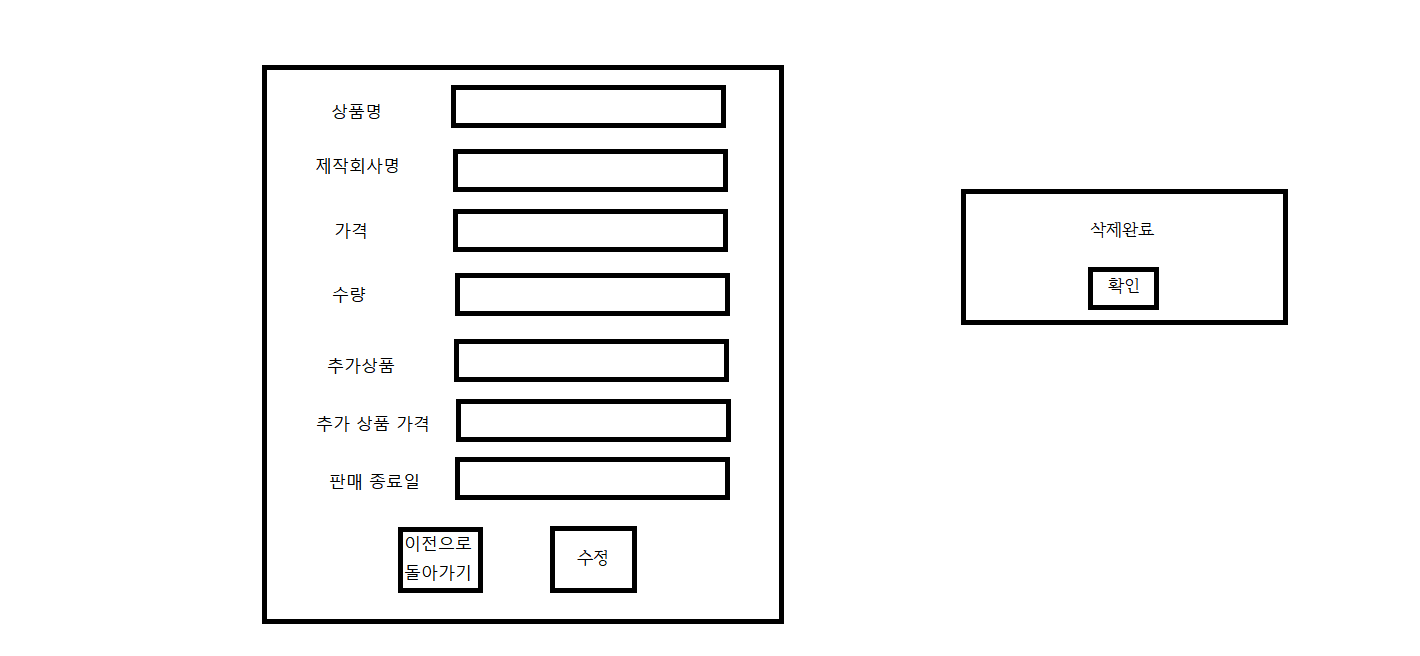 상품명
제작회사명
가격
수량
추가상품
추가 상품 가격
판매 종료일
이전으로
돌아가기
수정
삭제완료
확인